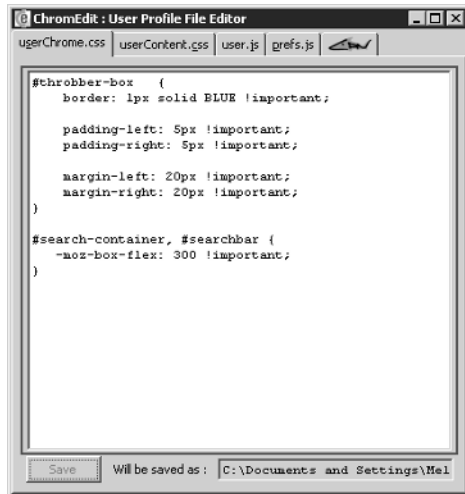 ChromEdit : User Profile File Editor
userChrome.css userContent.css user.js prefs.js
#throbber-box {
border: 1px solid BLUE !important;
padding-left: 5px !important;
padding-right: 5px !important;
margin-left: 20px !important;
margin-right: 20px !important;
}
#search-container, #searchbar {
-moz-box-flex: 300 !important;
}
Save Will be saved as : C:\Documents and Settings\Mel